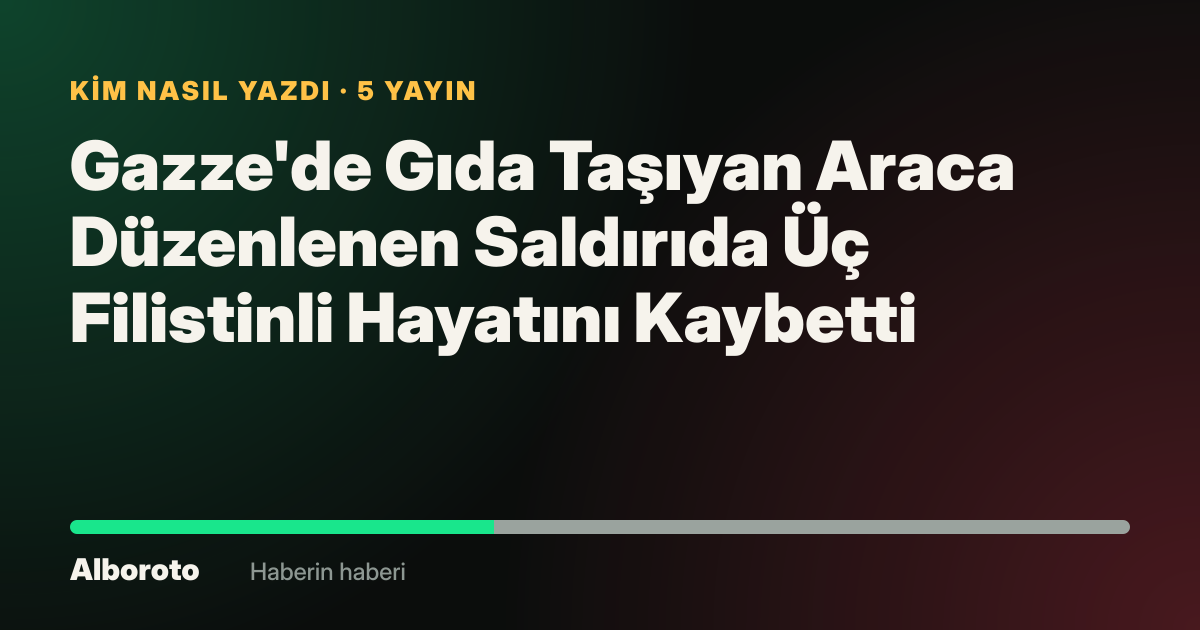 KİM NASIL YAZDI · 5 YAYIN
Gazze'de Gıda Taşıyan Araca
Düzenlenen Saldırıda Üç
Filistinli Hayatını Kaybetti
Alboroto
Haberin haberi